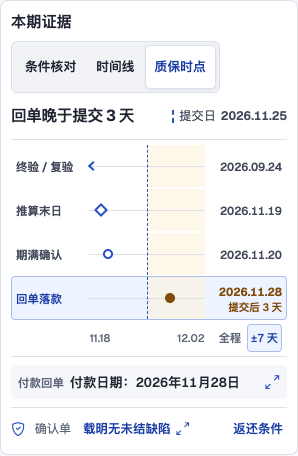 本期证据
条件核对 时间线 质保时点
回单晚于提交 3 天 提交日 2026.11.25
终验 / 复验 2026.09.24
推算末日 2026.11.19
期满确认 2026.11.20
回单落款 2026.11.28
提交后 3 天
11.18 12.02 全程 ±7 天
付款回单 付款日期：2026年11月28日
确认单 载明无未结缺陷 返还条件